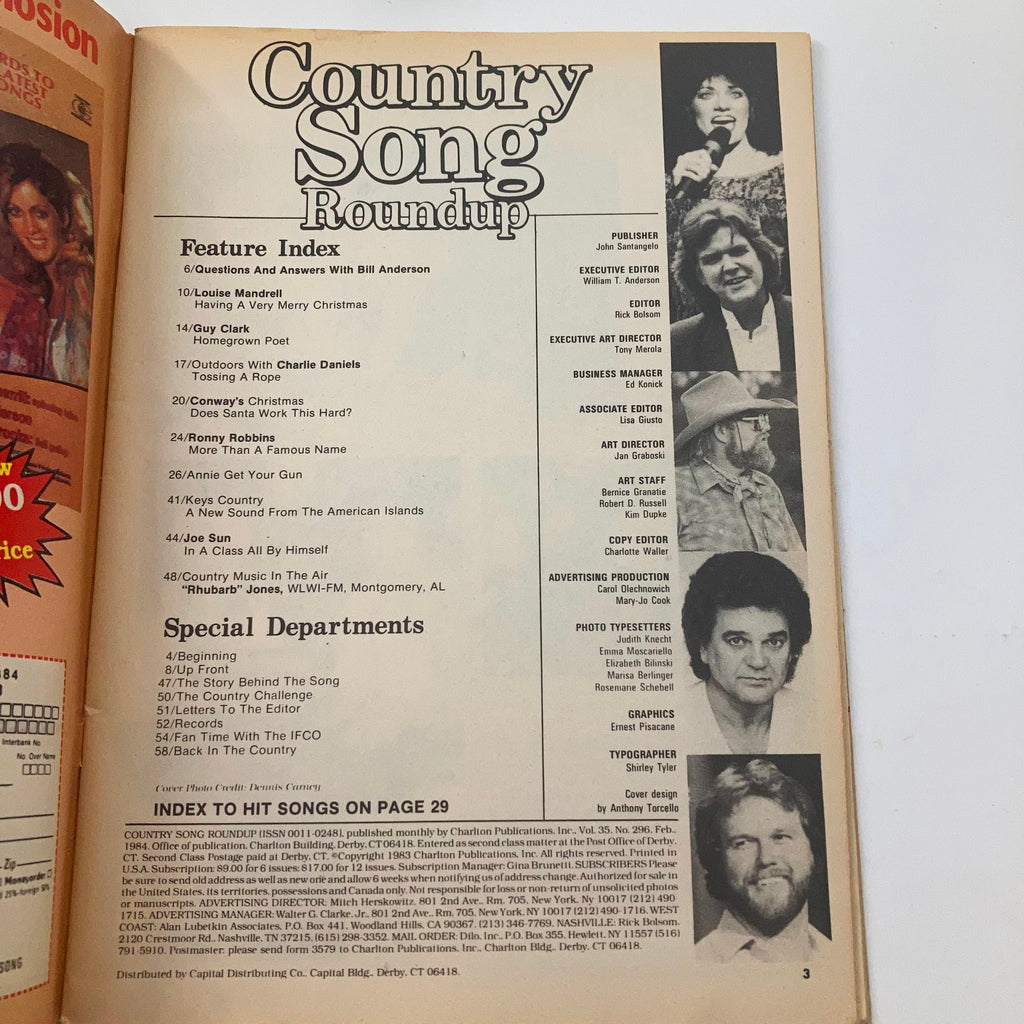 osion
RDS TO
ATEST
ONGS
W
00
rice
84
Interbank No
No. Over Name
Zip
Moneyorder
SONG
Country
Song
Roundup
Feature Index
6/Questions And Answers With Bill Anderson
10/Louise Mandrell
Having A Very Merry Christmas
14/Guy Clark
Homegrown Poet
17/Outdoors With Charlie Daniels
Tossing A Rope
20/Conway's Christmas
Does Santa Work This Hard?
24/Ronny Robbins
More Than A Famous Name
26/Annie Get Your Gun
41/Keys Country
A New Sound From The American Islands
44/Joe Sun
In A Class All By Himself
48/Country Music In The Air
"Rhubarb" Jones, WLWI-FM, Montgomery, AL
Special Departments
4/Beginning
8/Up Front
47/The Story Behind The Song
50/The Country Challenge
51/Letters To The Editor
52/Records
54/Fan Time With The IFCO
58/Back In The Country
Cover Photo Credit: Dennis Carney
INDEX TO HIT SONGS ON PAGE 29
PUBLISHER
John Santangelo
EXECUTIVE EDITOR
William T. Anderson
EDITOR
Rick Bolsom
EXECUTIVE ART DIRECTOR
Tony Merola
BUSINESS MANAGER
Ed Konick
ASSOCIATE EDITOR
Lisa Giusto
ART DIRECTOR
Jan Graboski
ART STAFF
Bernice Granatie
Robert D. Russell
Kim Dupke
COPY EDITOR
Charlotte Waller
ADVERTISING PRODUCTION
Carol Olechnowich
Mary-Jo Cook
PHOTO TYPESETTERS
Judith Knecht
Emma Moscariello
Elizabeth Bilinski
Marisa Berlinger
Rosemarie Schebell
GRAPHICS
Ernest Pisacane
TYPOGRAPHER
Shirley Tyler
Cover design
by Anthony Torcello
COUNTRY SONG ROUNDUP (ISSN 0011-0248), published monthly by Charlton Publications, Inc., Vol. 35, No. 296, Feb.,
1984. Office of publication, Charlton Building, Derby, CT 06418. Entered as second class matter at the Post Office of Derby,
CT. Second Class Postage paid at Derby, CT. ©Copyright 1983 Charlton Publications, Inc. All rights reserved. Printed in
U.S.A. Subscription: $9.00 for 6 issues: $17.00 for 12 issues. Subscription Manager: Gina Brunetti. SUBSCRIBERS Please
be sure to send old address as well as new one and allow 6 weeks when notifying us of address change. Authorized for sale in
the United States, its territories, possessions and Canada only. Not responsible for loss or non-return of unsolicited photos
or manuscripts. ADVERTISING DIRECTOR: Mitch Herskowitz, 801 2nd Ave., Rm. 705, New York, Ny 10017 (212) 490-
1715. ADVERTISING MANAGER: Walter G. Clarke, Jr., 801 2nd Ave., Rm. 705, New York, NY 10017 (212) 490-1716. WEST
COAST: Alan Lubetkin Associates, P.O. Box 441, Woodland Hills, CA 90367, (213) 346-7769. NASHVILLE: Rick Bolsom,
2120 Crestmoor Rd., Nashville, TN 37215, (615) 298-3352. MAIL ORDER: Dilo, Inc., P.O. Box 355, Hewlett, NY 11557 (516)
791-5910. Postmaster: please send form 3579 to Charlton Publications, Inc., Charlton Bldg., Derby, CT 06418.
Distributed by Capital Distributing Co., Capital Bldg., Derby, CT 06418.
3